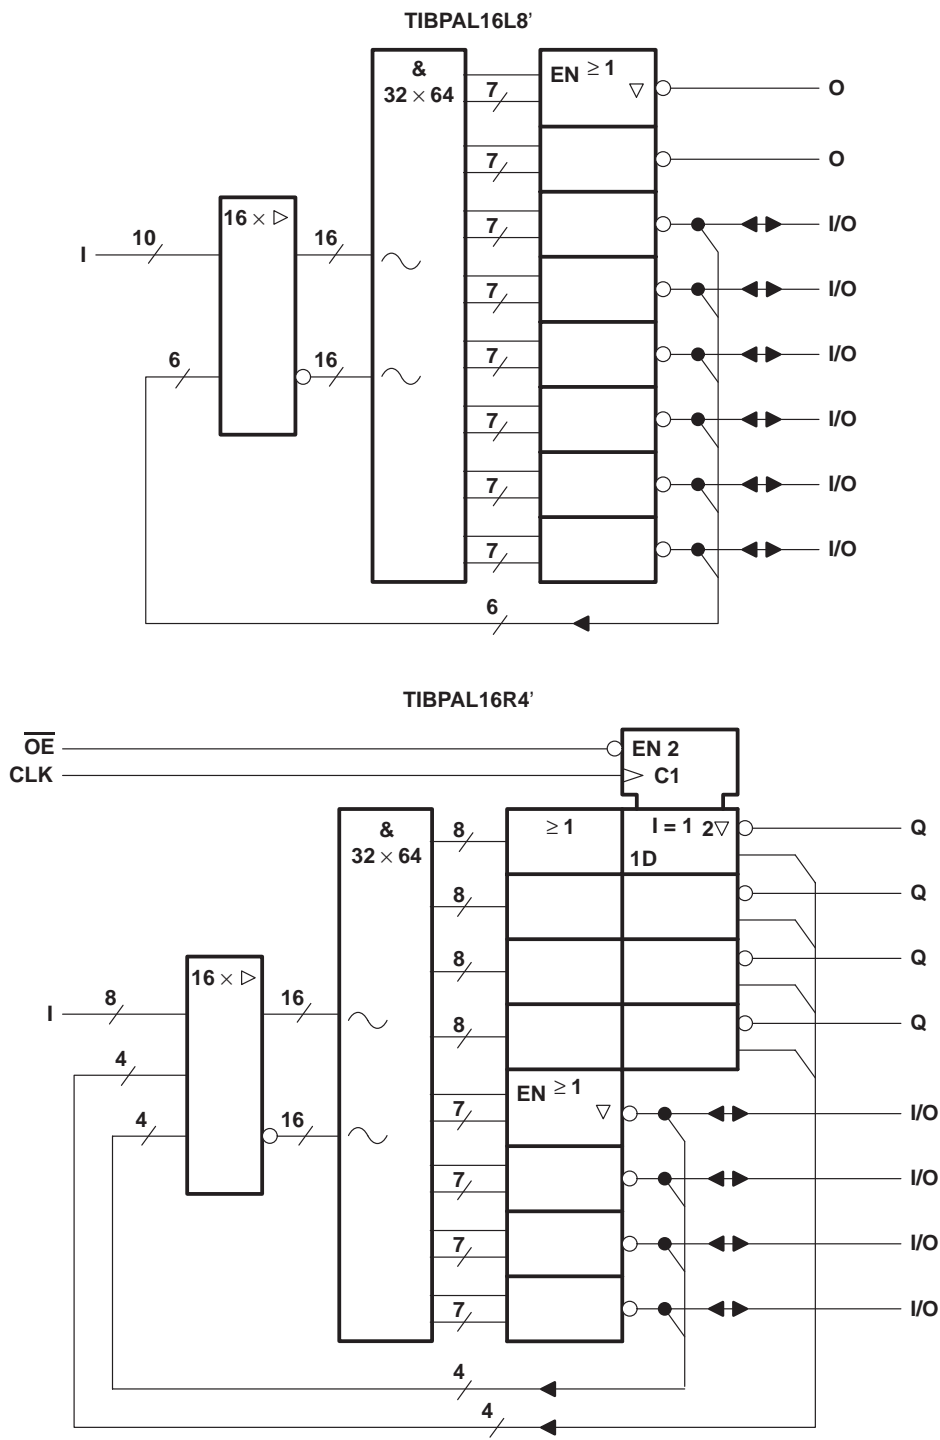 TIBPAL16L8’
&
32 × 64
EN ≥ 1 ▽
7
O
7
O
16 × ▷
7
I/O
I 10 16
7
I/O
7
I/O
6 16
7
I/O
7
I/O
7
I/O
6
TIBPAL16R4’
OE
EN 2
CLK
C1
&
32 × 64
8
≥ 1
I = 1 2▽
1D
Q
8
Q
8
Q
16 × ▷
I 8 16
8
Q
4
EN ≥ 1 ▽
7
I/O
4 16
7
I/O
7
I/O
7
I/O
4
4